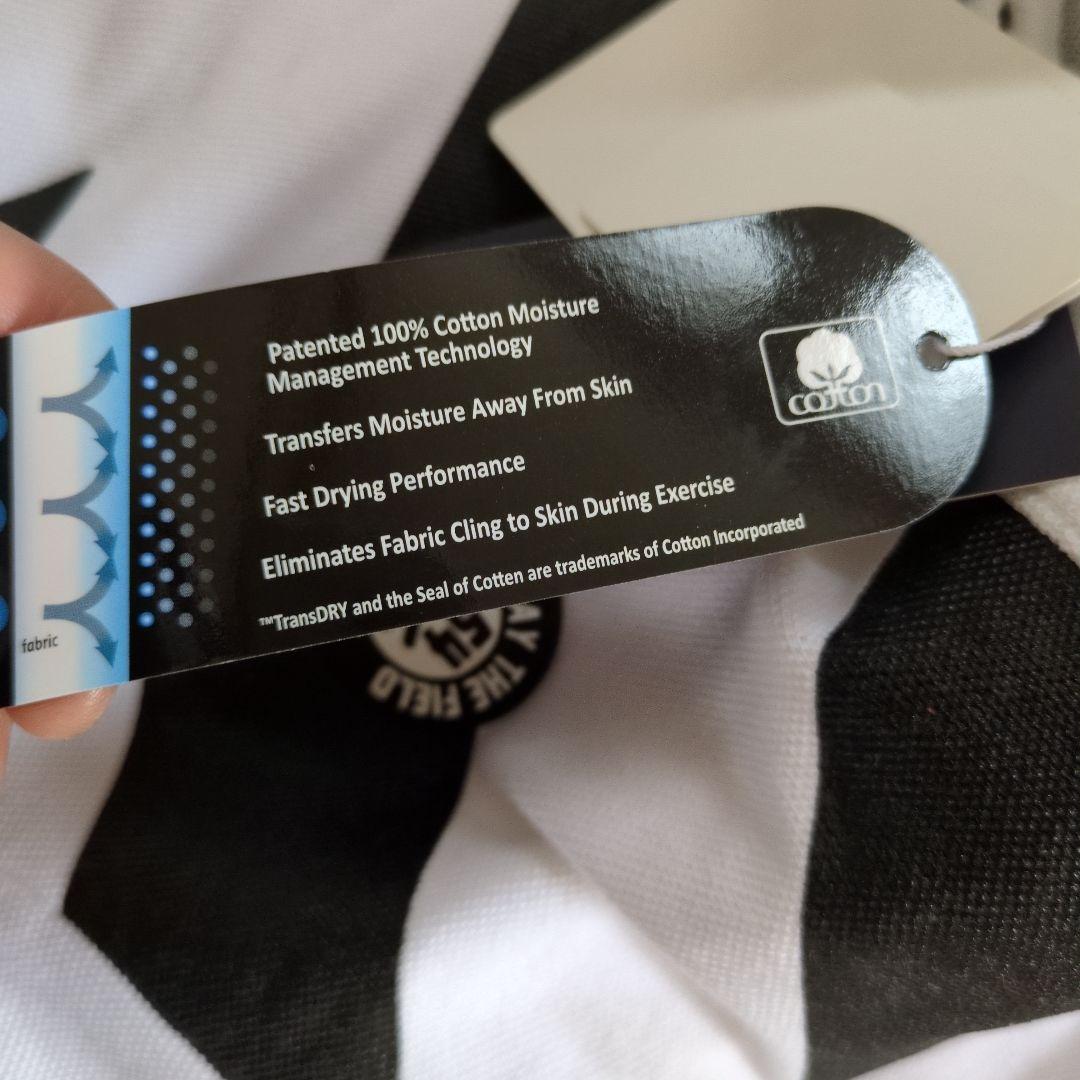 Patented 100% Cotton Moisture
Management Technology
Transfers Moisture Away From Skin
Fast Drying Performance
Eliminates Fabric Cling to Skin During Exercise
™TransDRY and the Seal of Cotten are trademarks of Cotton Incorporated
cotton
fabric
THE FIELD